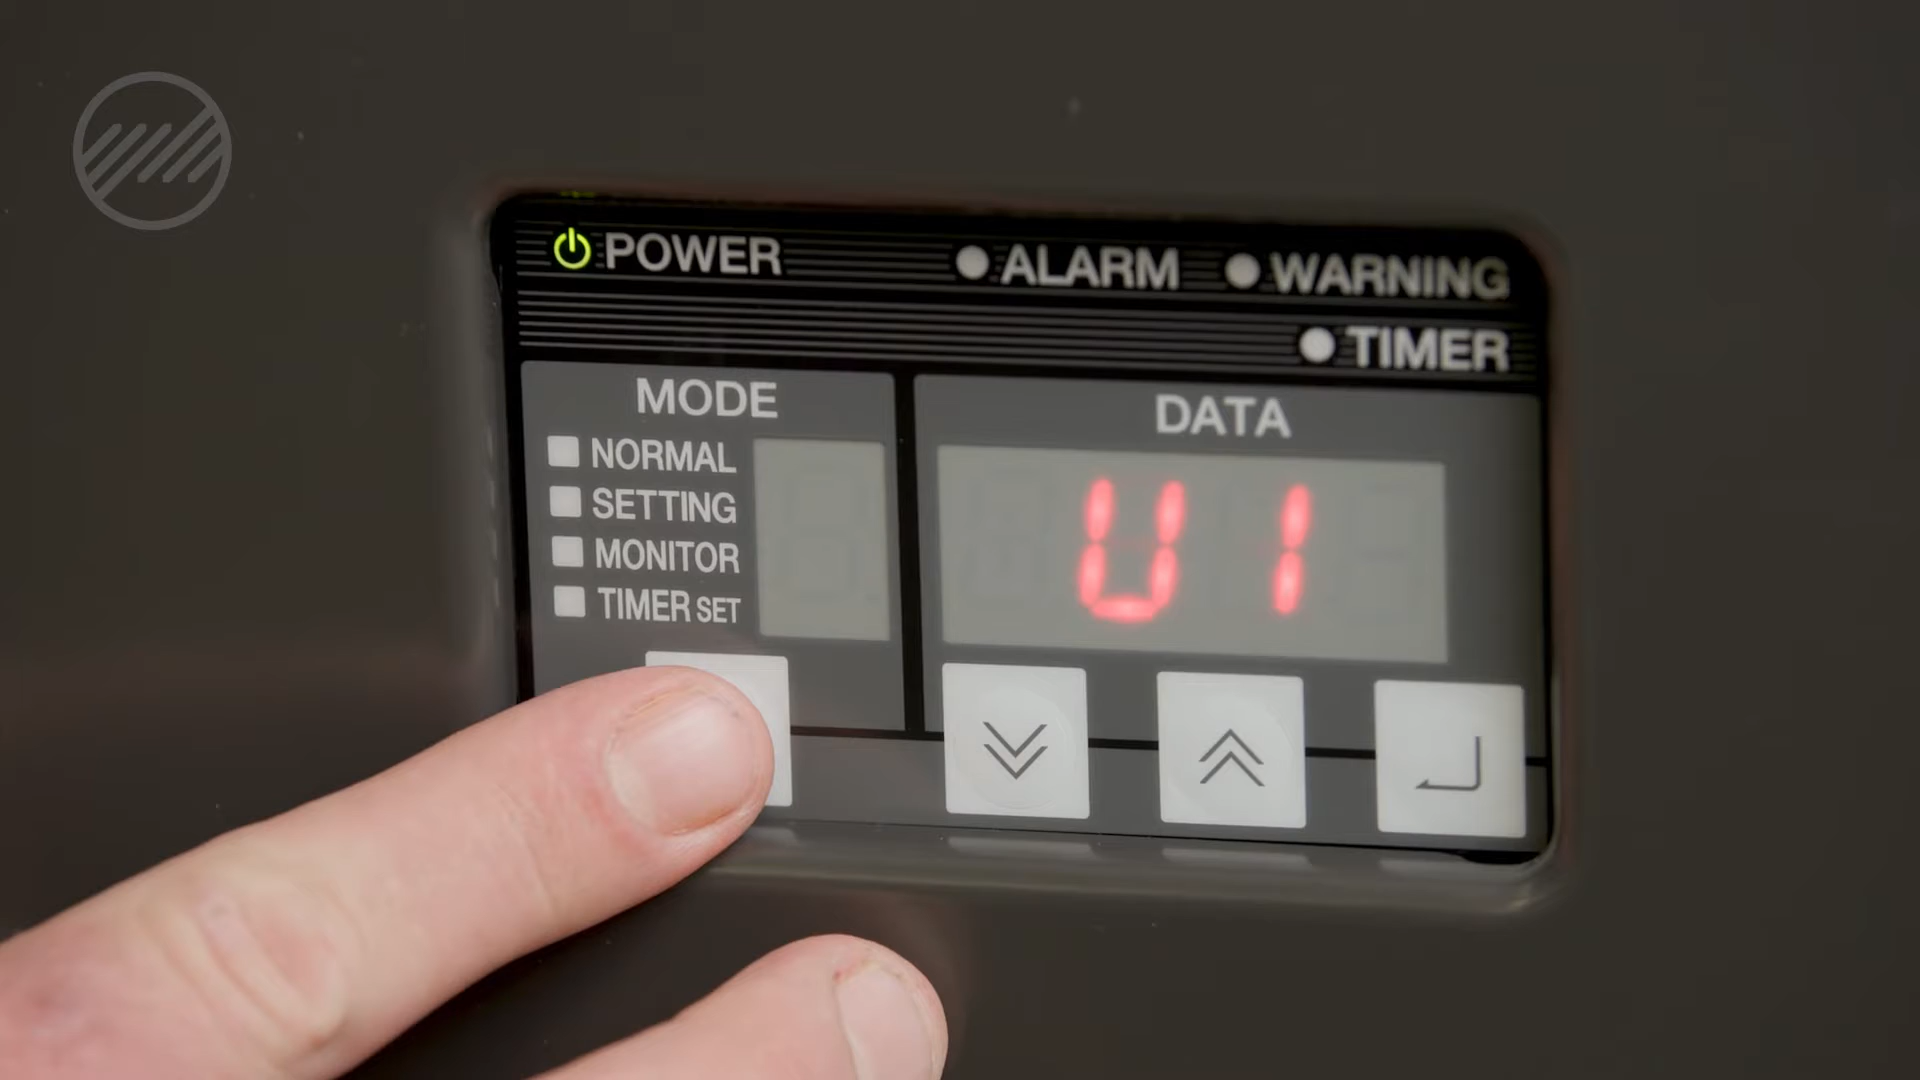 POWER
ALARM
WARNING
TIMER
MODE
DATA
NORMAL
SETTING
MONITOR
TIMER SET
U1